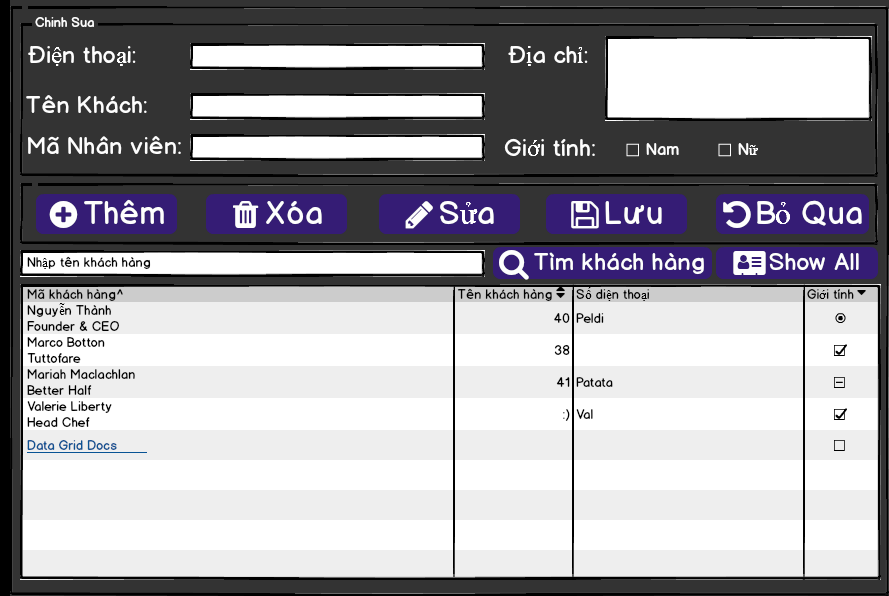 Chinh Sua
Điện thoại:
Địa chỉ:
Tên Khách:
Mã Nhân viên:
Giới tính:
Nam
Nữ
Thêm
Xóa
Sửa
Lưu
Bỏ Qua
Nhập tên khách hàng
Tìm khách hàng
Show All
Mã khách hàng^
Tên khách hàng
Số diện thoại
Giới tính
Nguyễn Thành
Founder & CEO
40
Peldi
Marco Botton
Tuttofare
38
Mariah Maclachlan
Better Half
41
Patata
Valerie Liberty
Head Chef
:)
Val
Data Grid Docs